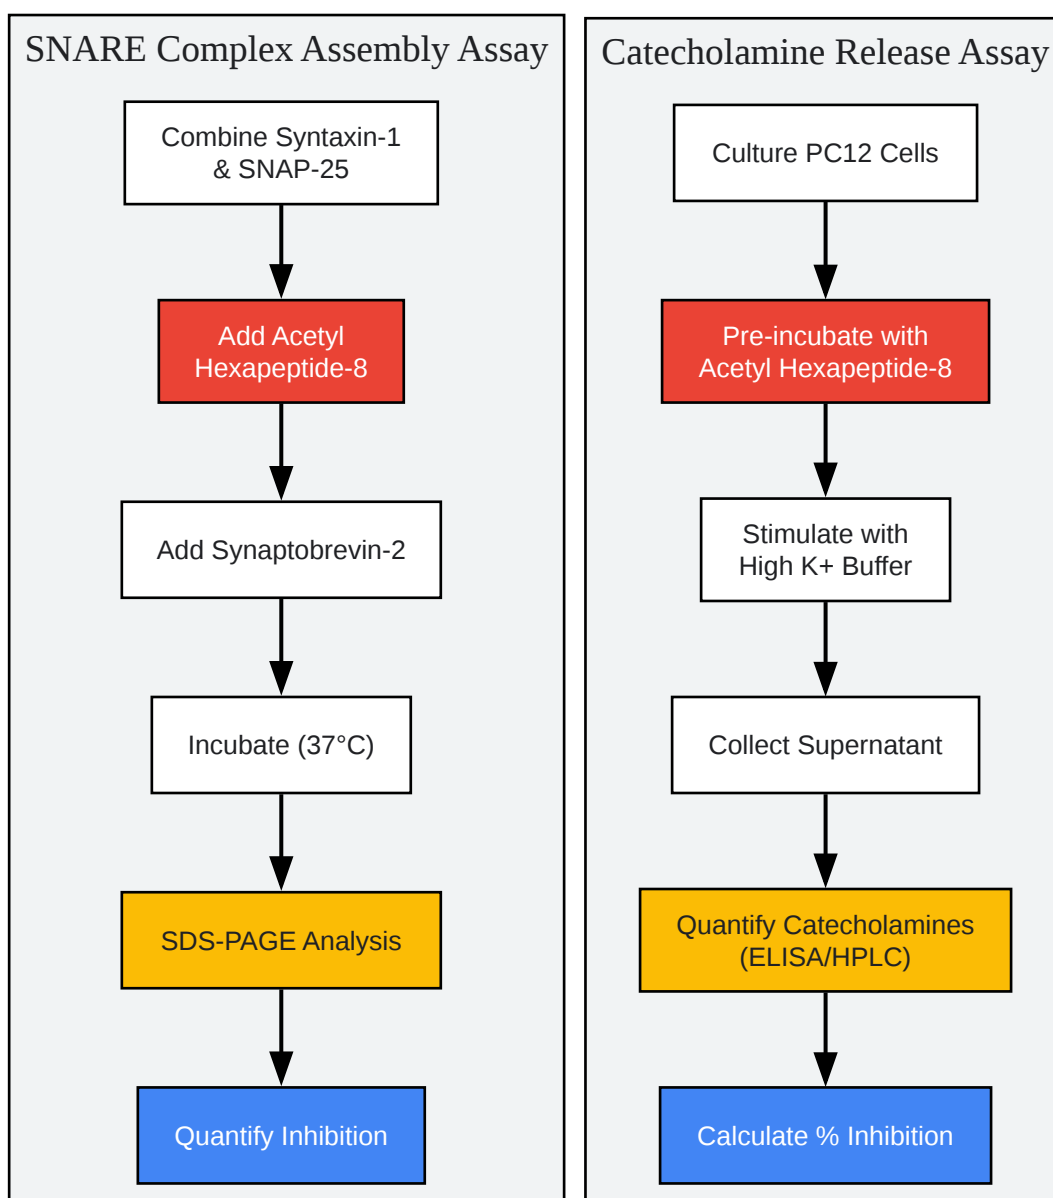 SNARE Complex Assembly Assay
Combine Syntaxin-1
& SNAP-25
Add Acetyl
Hexapeptide-8
Add Synaptobrevin-2
Incubate (37°C)
SDS-PAGE Analysis
Quantify Inhibition
Catecholamine Release Assay
Culture PC12 Cells
Pre-incubate with
Acetyl Hexapeptide-8
Stimulate with
High K+ Buffer
Collect Supernatant
Quantify Catecholamines
(ELISA/HPLC)
Calculate % Inhibition